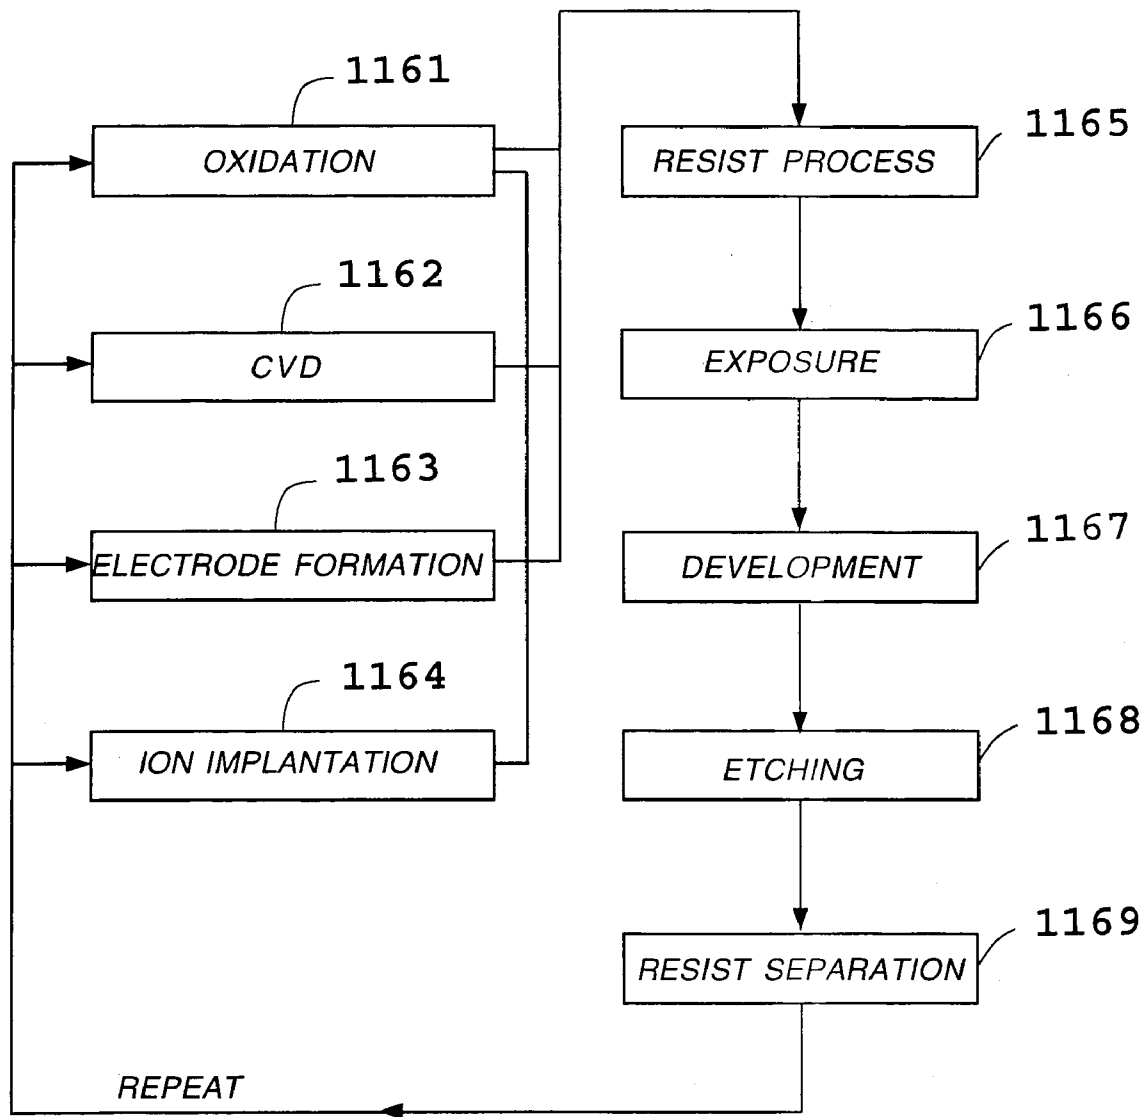 1161
OXIDATION
1162
CVD
1163
ELECTRODE FORMATION
1164
ION IMPLANTATION
1165
RESIST PROCESS
1166
EXPOSURE
1167
DEVELOPMENT
1168
ETCHING
1169
RESIST SEPARATION
REPEAT